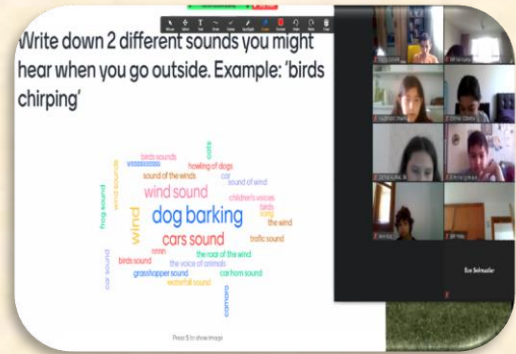 Write down 2 different sounds you might
hear when you go outside. Example: 'birds
chirping'
birds sounds
cats
howling of dogs
sound of the winds
car
sound of wind
wind sounds
frog sound
wind sound
children's voices
birds
song
wind
dog barking
the wind
cars sound
trafic sound
the roar of the wind
birds sound
the voice of animals
car sound
grasshopper sound
car horn sound
waterfall sound
camara
Press S to show image